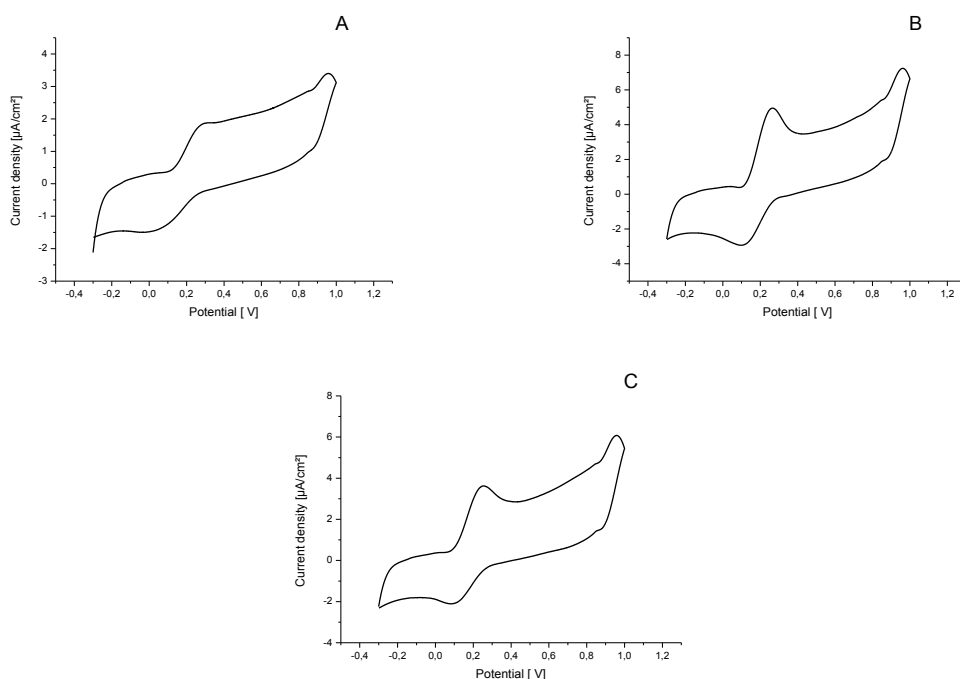 A
Current density [µA/cm²]
4
3
2
1
0
-1
-2
-3
-0,4 -0,2 0,0 0,2 0,4 0,6 0,8 1,0 1,2
Potential [ V]
B
Current density [µA/cm²]
8
6
4
2
0
-2
-4
-0,4 -0,2 0,0 0,2 0,4 0,6 0,8 1,0 1,2
Potential [ V]
C
Current density [µA/cm²]
8
6
4
2
0
-2
-4
-0,4 -0,2 0,0 0,2 0,4 0,6 0,8 1,0 1,2
Potential [ V]